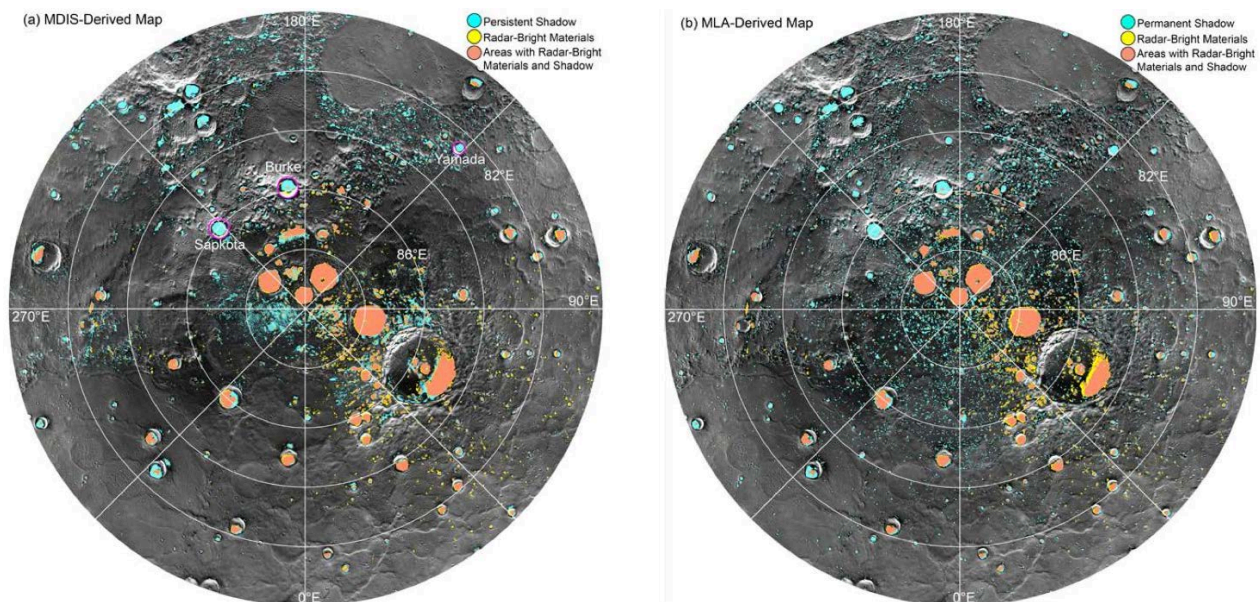 (a) MDIS-Derived Map
180°E
Persistent Shadow
Radar-Bright Materials
Areas with Radar-Bright
Materials and Shadow
Yamada
Burke
82°E
Sapkota
86°E
270°E
90°E
0°E
(b) MLA-Derived Map
180°E
Permanent Shadow
Radar-Bright Materials
Areas with Radar-Bright
Materials and Shadow
82°E
86°E
270°E
90°E
0°E